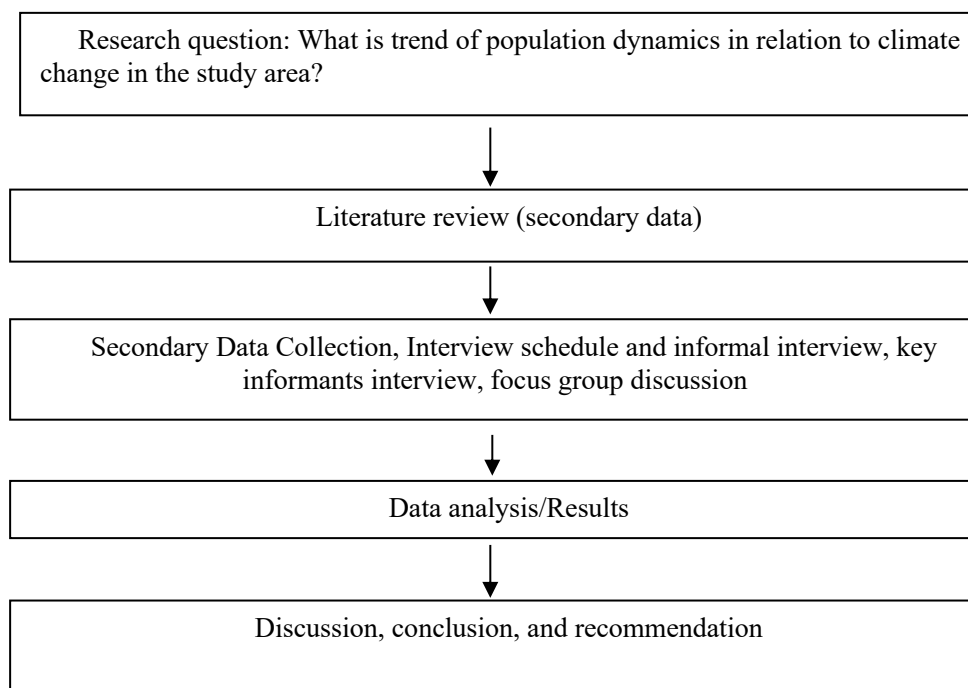 Research question: What is trend of population dynamics in relation to climate
change in the study area?
Literature review (secondary data)
Secondary Data Collection, Interview schedule and informal interview, key
informants interview, focus group discussion
Data analysis/Results
Discussion, conclusion, and recommendation